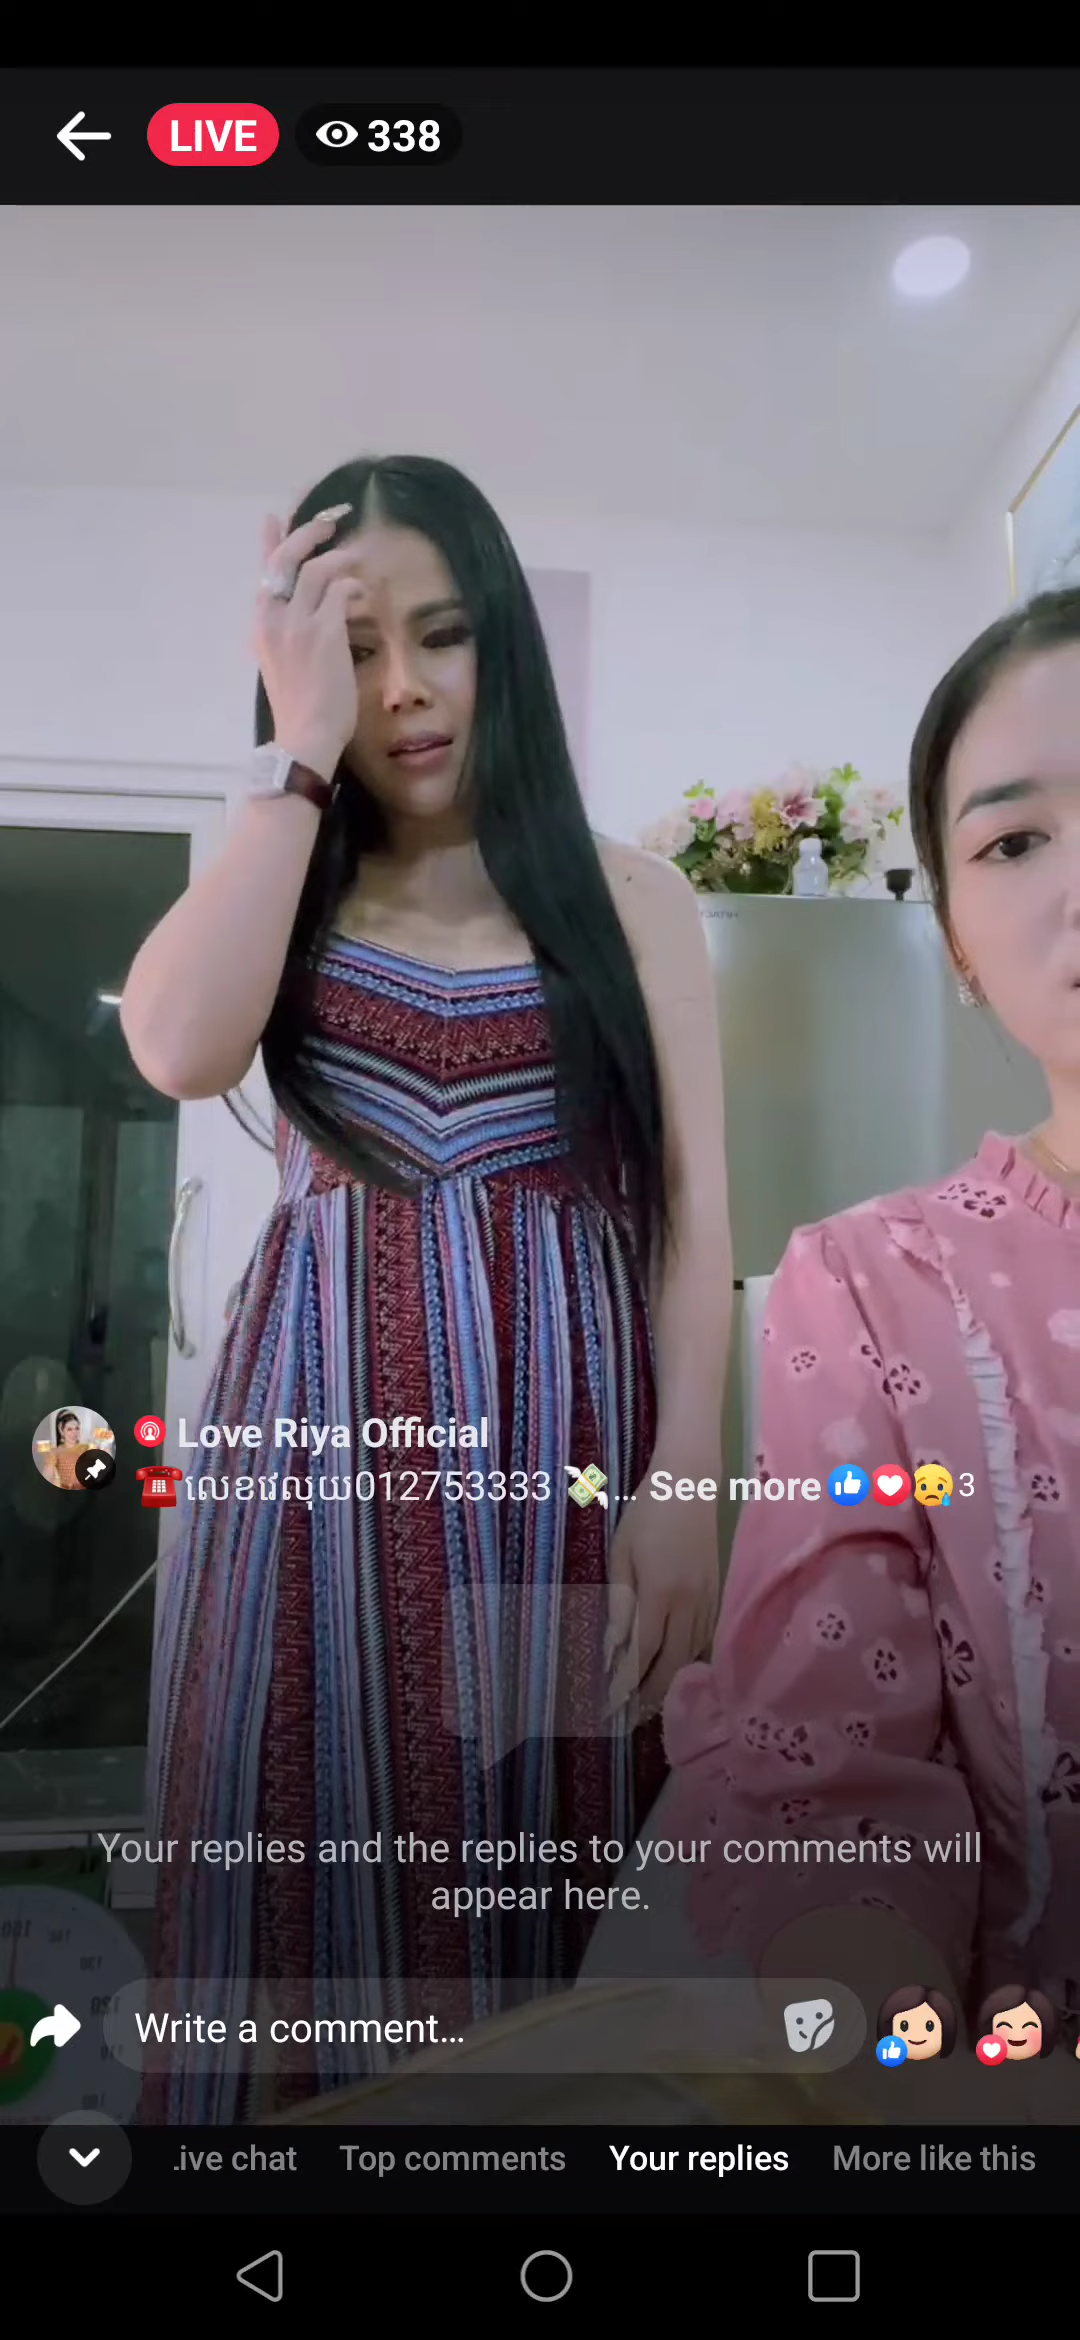 LIVE 338
Love Riya Official
☎️លេខវេលុយ012753333 💸... See more 3
Your replies and the replies to your comments will
appear here.
Write a comment...
.ive chat Top comments Your replies More like this